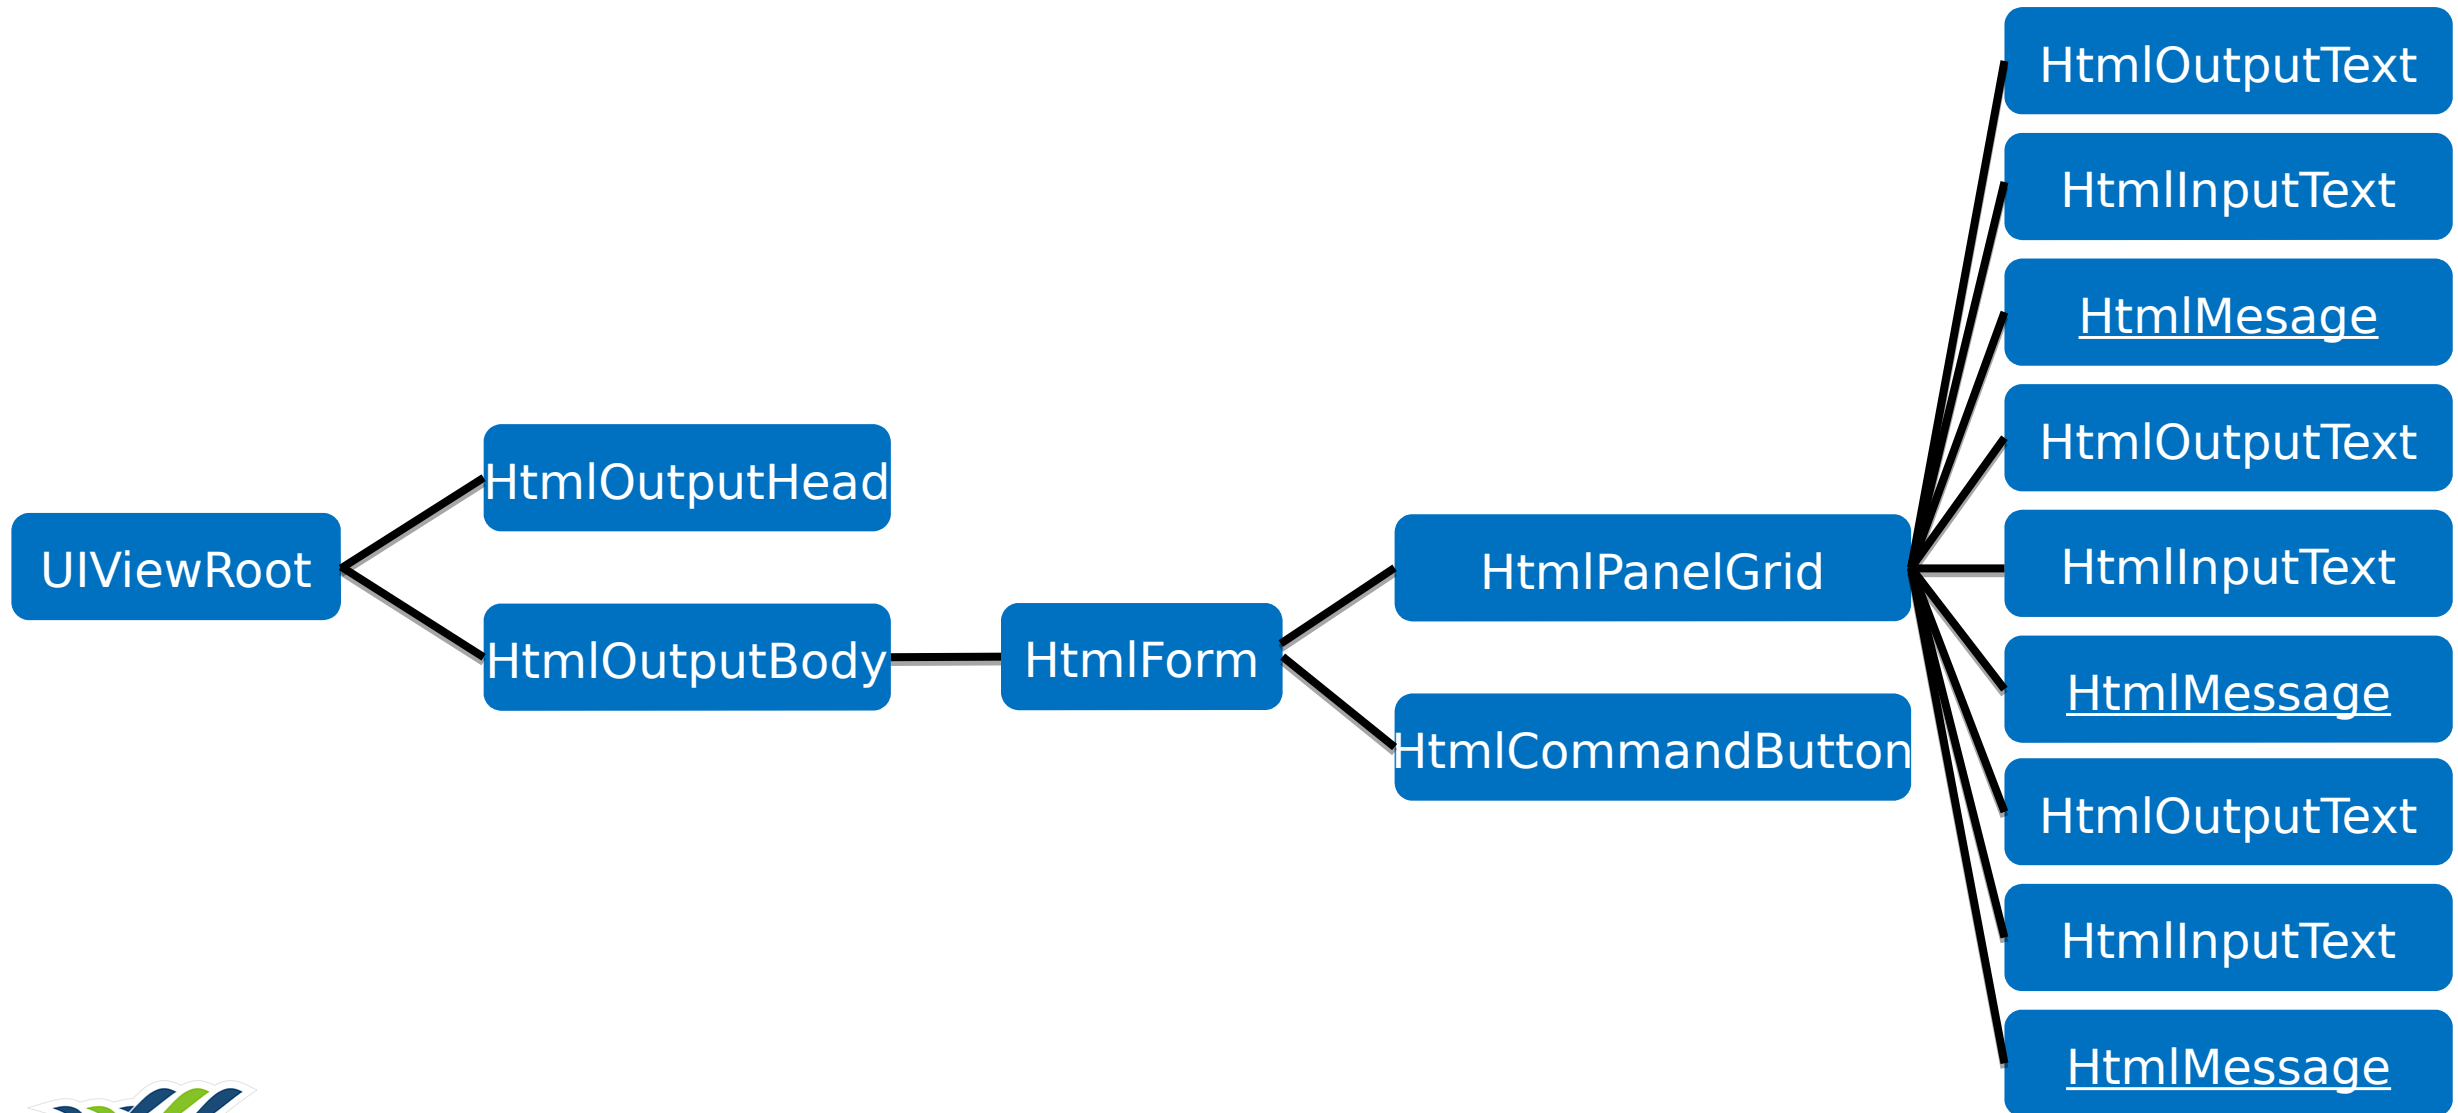 UIViewRoot
HtmlOutputHead
HtmlOutputBody
HtmlForm
HtmlPanelGrid
HtmlCommandButton
HtmlOutputText
HtmlInputText
HtmlMesage
HtmlOutputText
HtmlInputText
HtmlMessage
HtmlOutputText
HtmlInputText
HtmlMessage